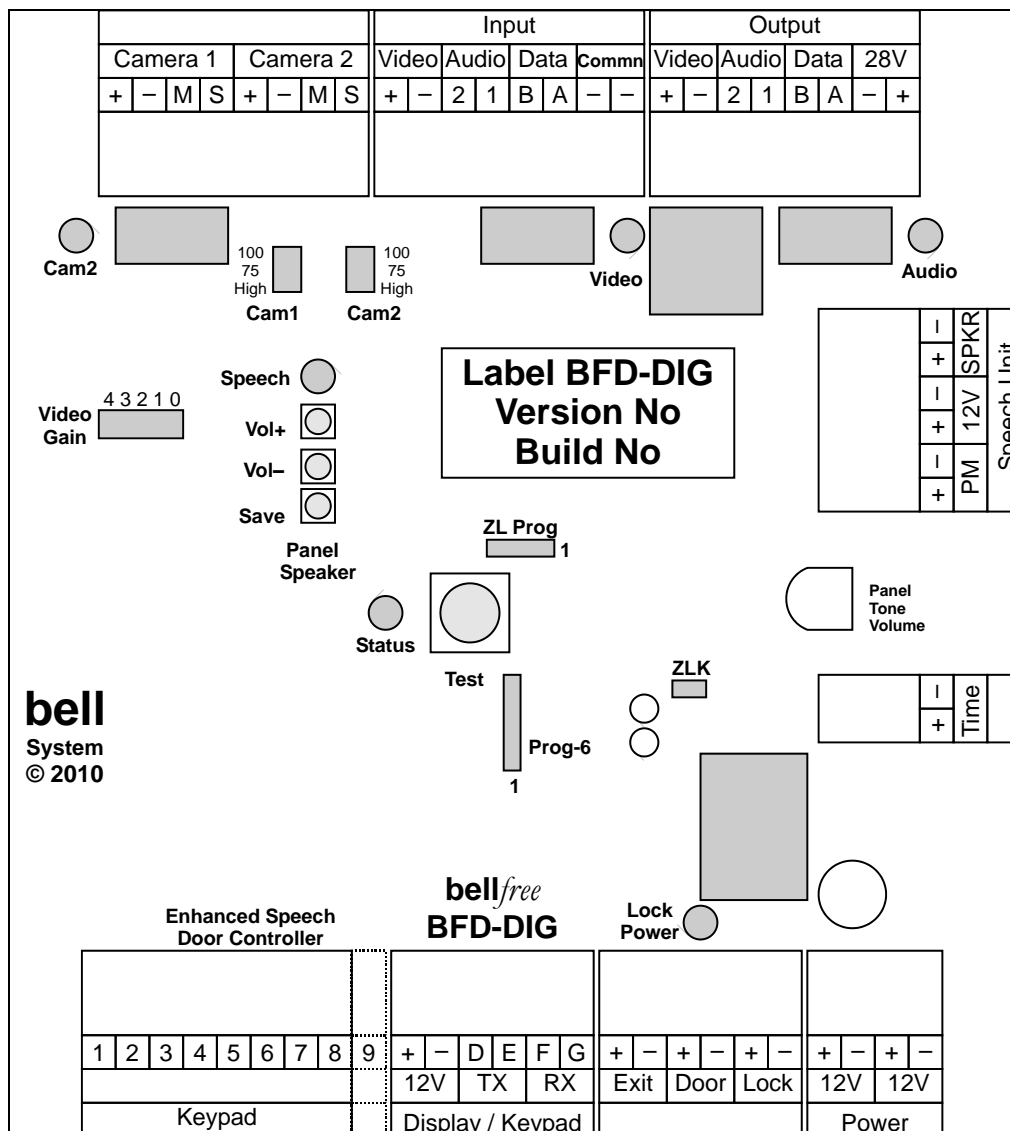 Input
Output
Camera 1 Camera 2 Video Audio Data Commn Video Audio Data 28V
+ − M S + − M S + − 2 1 B A − − + − 2 1 B A − +
Cam2
100
75
High
Cam1
100
75
High
Cam2
Video
Audio
− + − + − + 
SPKR
12V
PM
Speech Unit
Label BFD-DIG
Version No
Build No
Speech
4 3 2 1 0
Video
Gain
Vol+
Vol−
Save
Panel
Speaker
ZL Prog
1
Status
Test
Panel
Tone
Volume
ZLK
− +
Time
Prog-6
1
bell
System
© 2010
bellfree
BFD-DIG
Enhanced Speech
Door Controller
Lock
Power
1 2 3 4 5 6 7 8 9 + − D E F G + − + − + − + − + −
12V TX RX Exit Door Lock 12V 12V
Keypad
Display / Keypad
Power